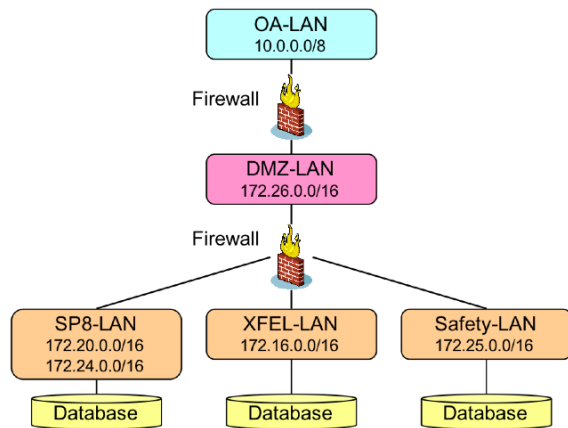 OA-LAN
10.0.0.0/8
Firewall
DMZ-LAN
172.26.0.0/16
Firewall
SP8-LAN
172.20.0.0/16
172.24.0.0/16
XFEL-LAN
172.16.0.0/16
Safety-LAN
172.25.0.0/16
Database
Database
Database